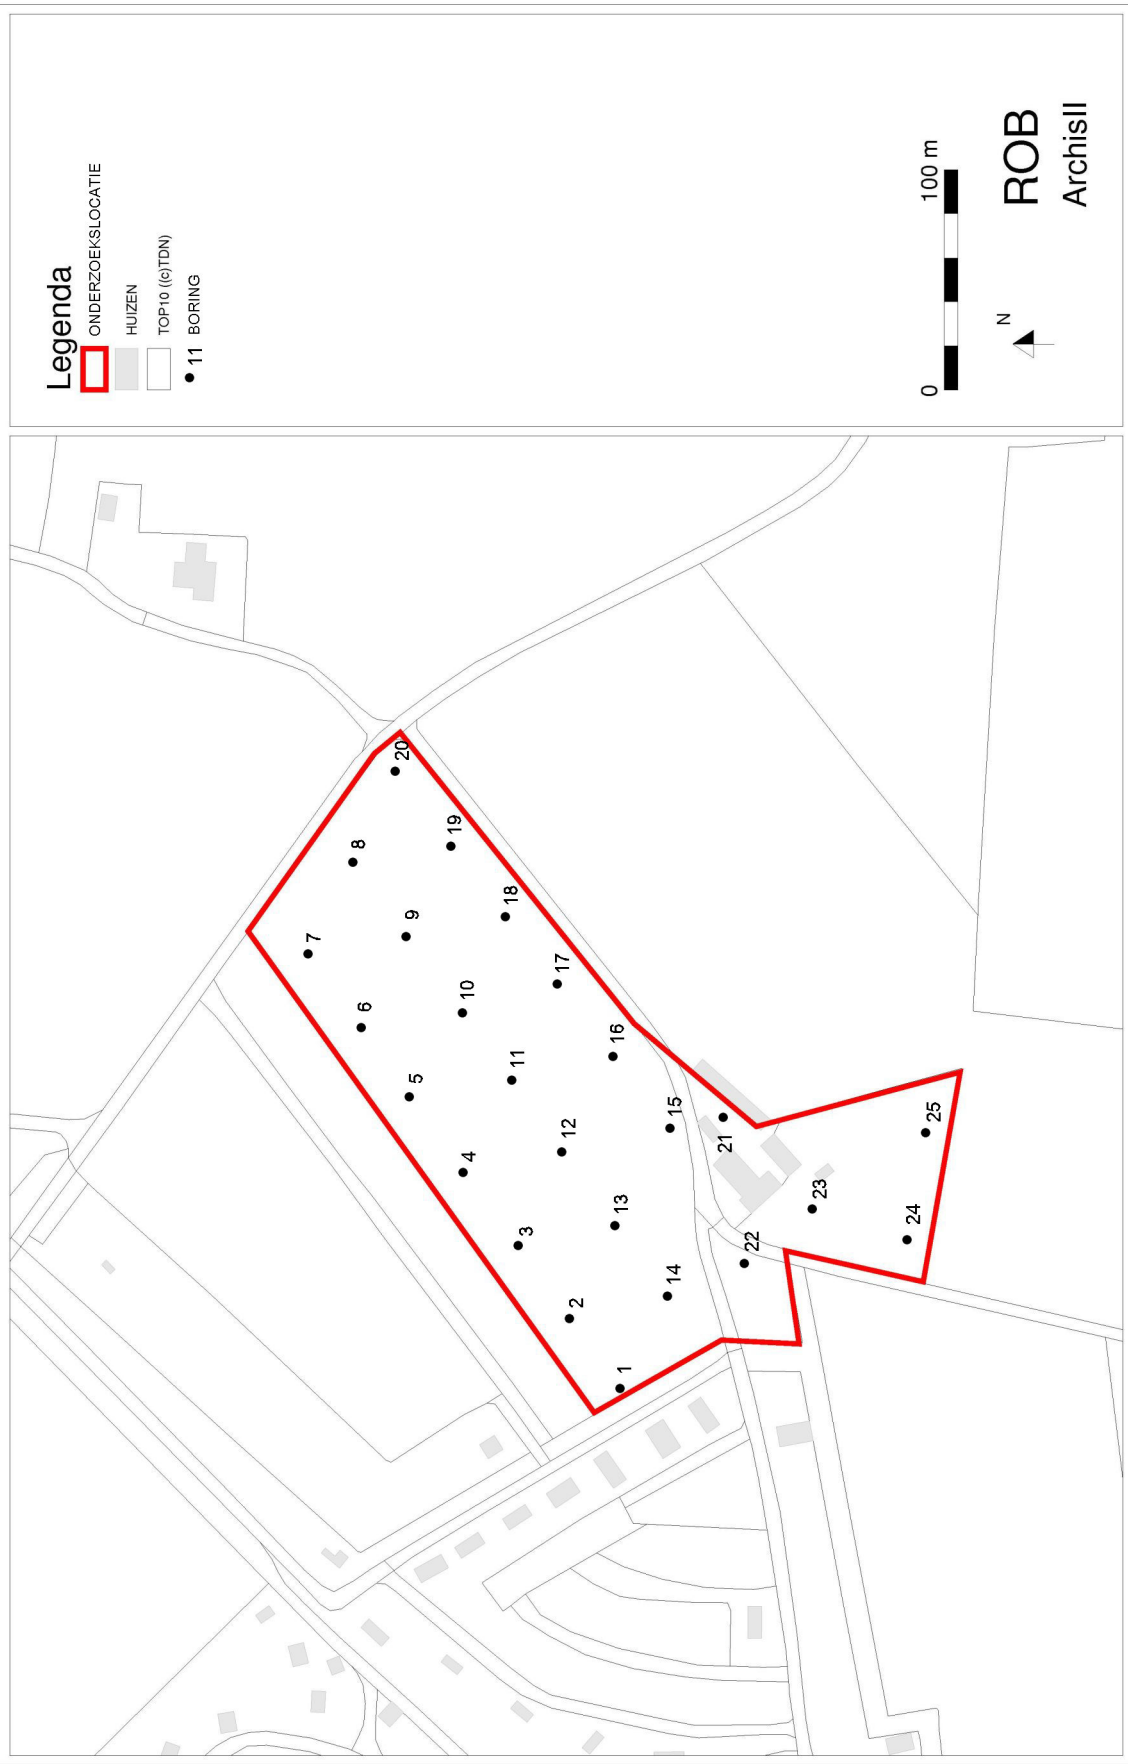 Legenda
ONDERZOEKSLOCATIE
HUIZEN
TOP10 ((c)TDN)
11 BORING
0 100 m
N
ROB
ArchisII
1
2
3
4
5
6
7
8
9
10
11
12
13
14
15
16
17
18
19
20
21
22
23
24
25